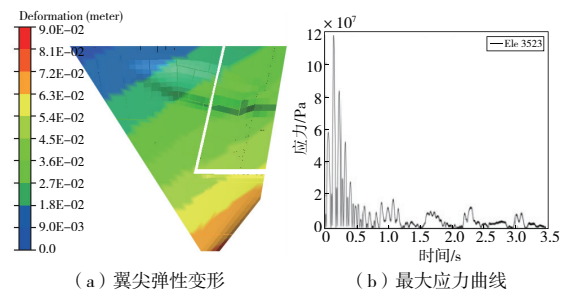 Deformation (meter)
9.0E-02
8.1E-02
7.2E-02
6.3E-02
5.4E-02
4.5E-02
3.6E-02
2.7E-02
1.8E-02
9.0E-03
0.0
(a) 翼尖弹性变形
12 ×10⁷
10
8
6
4
2
0
应力/Pa
Ele 3523
0 0.5 1.0 1.5 2.0 2.5 3.0 3.5
时间/s
(b) 最大应力曲线